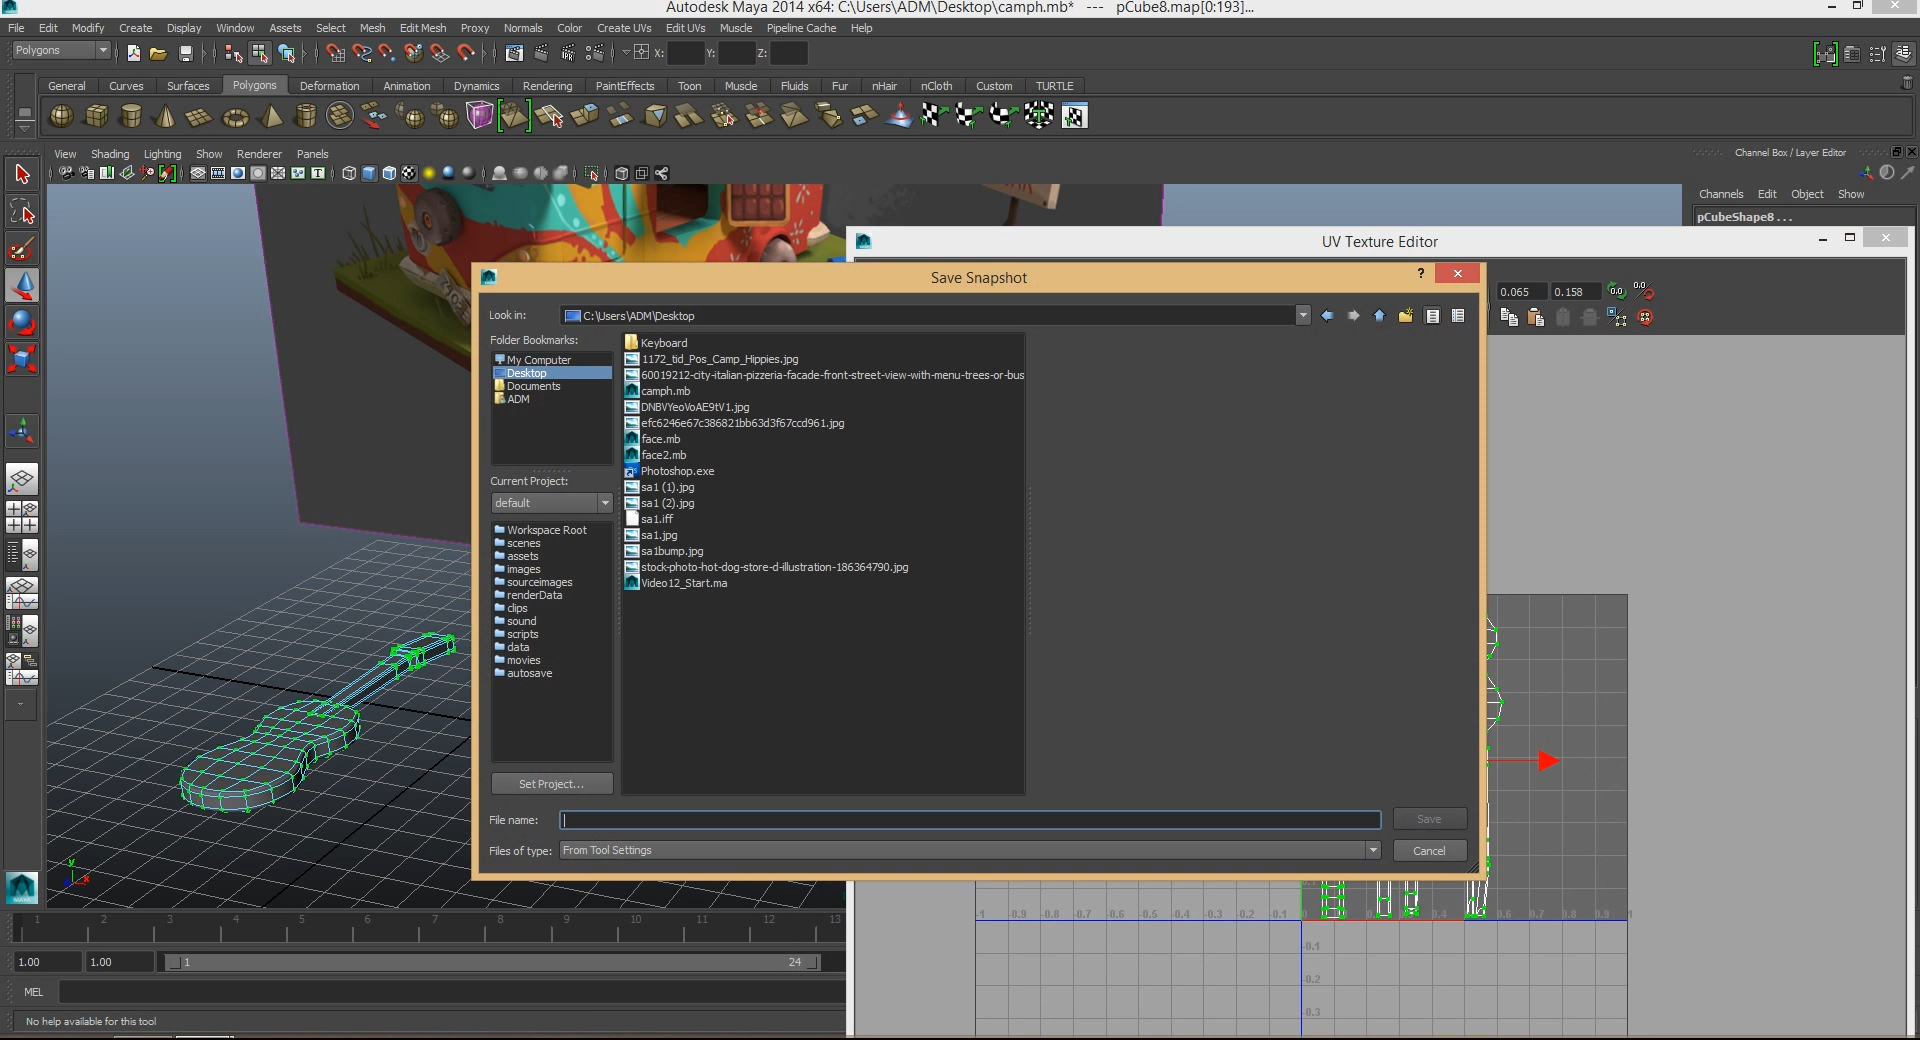 Autodesk Maya 2014 x64: C:\Users\ADM\Desktop\camph.mb* --- pCube8.map[0:193]...
File Edit Modify Create Display Window Assets Select Mesh Edit Mesh Proxy Normals Color Create UVs Edit UVs Muscle Pipeline Cache Help
Polygons X: Y: Z:
General Curves Surfaces Polygons Deformation Animation Dynamics Rendering PaintEffects Toon Muscle Fluids Fur nHair nCloth Custom TURTLE
View Shading Lighting Show Renderer Panels
Channel Box / Layer Editor
Channels Edit Object Show
pCubeShape8 . . .
UV Texture Editor
0.065 0.158
Save Snapshot
?
Look in: C:\Users\ADM\Desktop
Folder Bookmarks:
My Computer
Desktop
Documents
ADM
Current Project:
default
Workspace Root
scenes
assets
images
sourceimages
renderData
clips
sound
scripts
data
movies
autosave
Set Project...
Keyboard
1172_tid_Pos_Camp_Hippies.jpg
60019212-city-italian-pizzeria-facade-front-street-view-with-menu-trees-or-bus
camph.mb
DNBVYeoVoAE9tV1.jpg
efc6246e67c386821bb63d3f67ccd961.jpg
face.mb
face2.mb
Photoshop.exe
sa1 (1).jpg
sa1 (2).jpg
sa1.iff
sa1.jpg
sa1bump.jpg
stock-photo-hot-dog-store-d-illustration-186364790.jpg
Video12_Start.ma
File name: Save
Files of type: From Tool Settings Cancel
y
x
-1 -0.9 -0.8 -0.7 -0.6 -0.5 -0.4 -0.3 -0.2 -0.1 0 0.4 0.6 0.7 0.8 0.9 1
-0.1
-0.2
-0.3
1 2 3 4 5 6 7 8 9 10 11 12 13
1.00 1.00 1 24
MEL
No help available for this tool